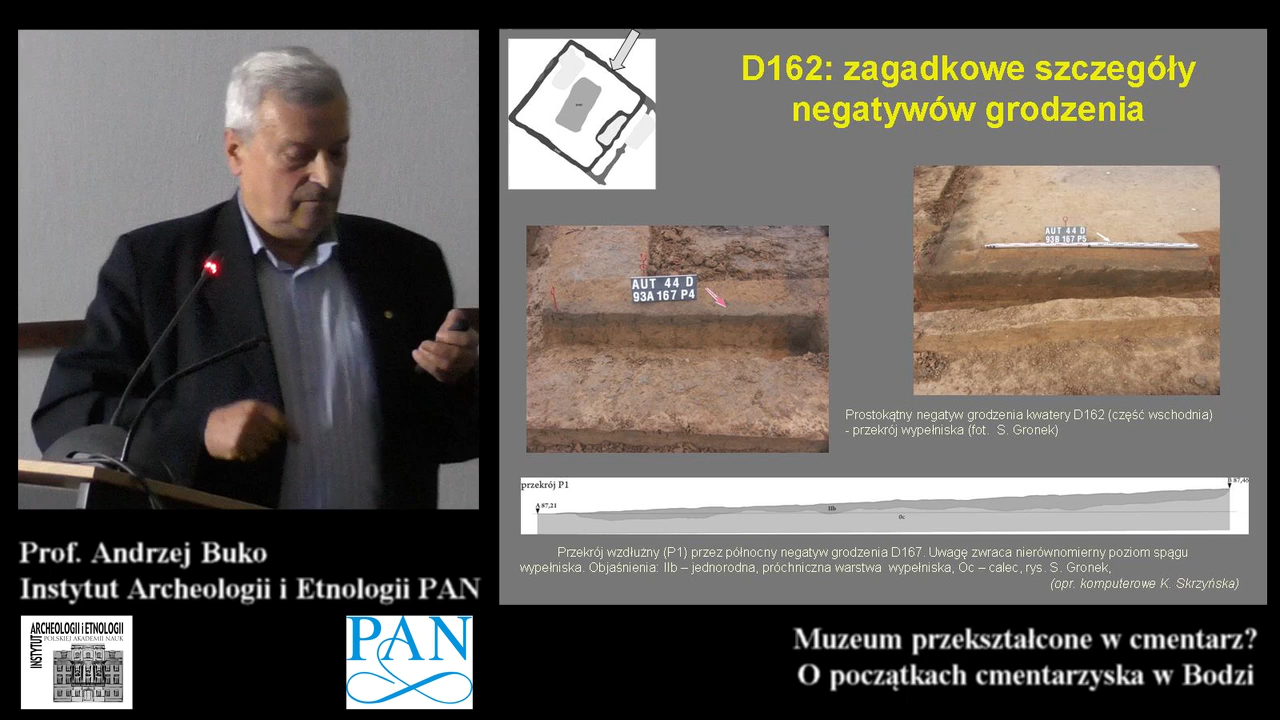 D162: zagadkowe szczegóły
negatywów grodzenia
AUT 44 D
93A 167 P4
AUT 44 D
93B 167 P5
Prostokątny negatyw grodzenia kwatery D162 (część wschodnia)
- przekrój wypełniska (fot. S. Gronek)
przekrój P1
A 87,21
B 87,46
IIb
0c
Przekrój wzdłużny (P1) przez północny negatyw grodzenia D167. Uwagę zwraca nierównomierny poziom spągu
wypełniska. Objaśnienia: IIb – jednorodna, próchniczna warstwa wypełniska, Oc – calec, rys. S. Gronek,
(opr. komputerowe K. Skrzyńska)
Prof. Andrzej Buko
Instytut Archeologii i Etnologii PAN
INSTYTUT
ARCHEOLOGII i ETNOLOGII
POLSKIEJ AKADEMII NAUK
PAN
Muzeum przekształcone w cmentarz?
O początkach cmentarzyska w Bodzi